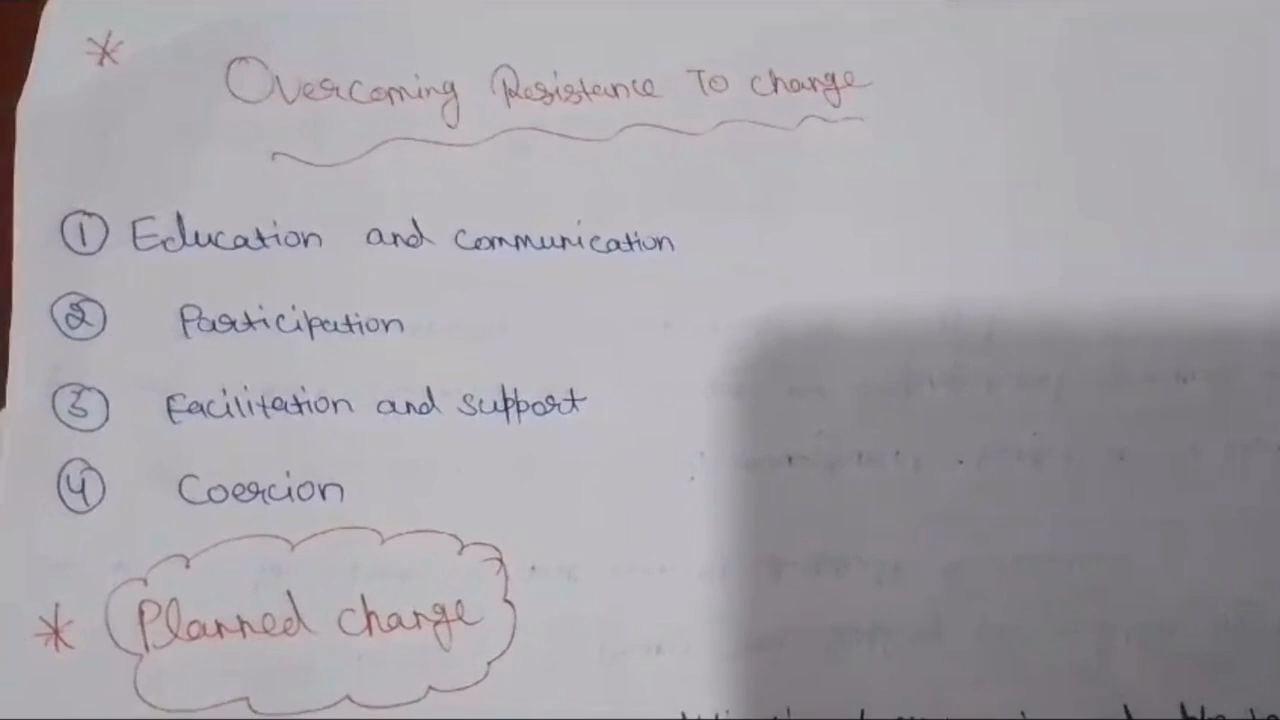 * Overcoming Resistance To change
① Education and communication
② Participation
③ Facilitation and support
④ Coercion
* Planned change